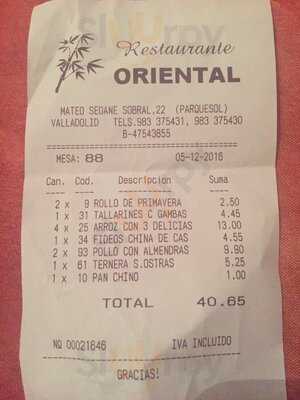 Restaurante
ORIENTAL
MATEO SEOANE SOBRAL,22 (PARQUESOL)
VALLADOLID TELS.983 375431, 983 375430
B-47543855
MESA: 88 05-12-2016
Can. Cod. Descripcion Suma
2 x 9 ROLLO DE PRIMAVERA 2.50
1 x 31 TALLARINES C GAMBAS 4.45
4 x 25 ARROZ CON 3 DELICIAS 13.00
1 x 34 FIDEOS CHINA DE CAS 4.55
2 x 93 POLLO CON ALMENDRAS 9.90
1 x 61 TERNERA S.OSTRAS 5.25
1 x 10 PAN CHINO 1.00
TOTAL 40.65
NQ 00021646 IVA INCLUIDO
GRACIAS!